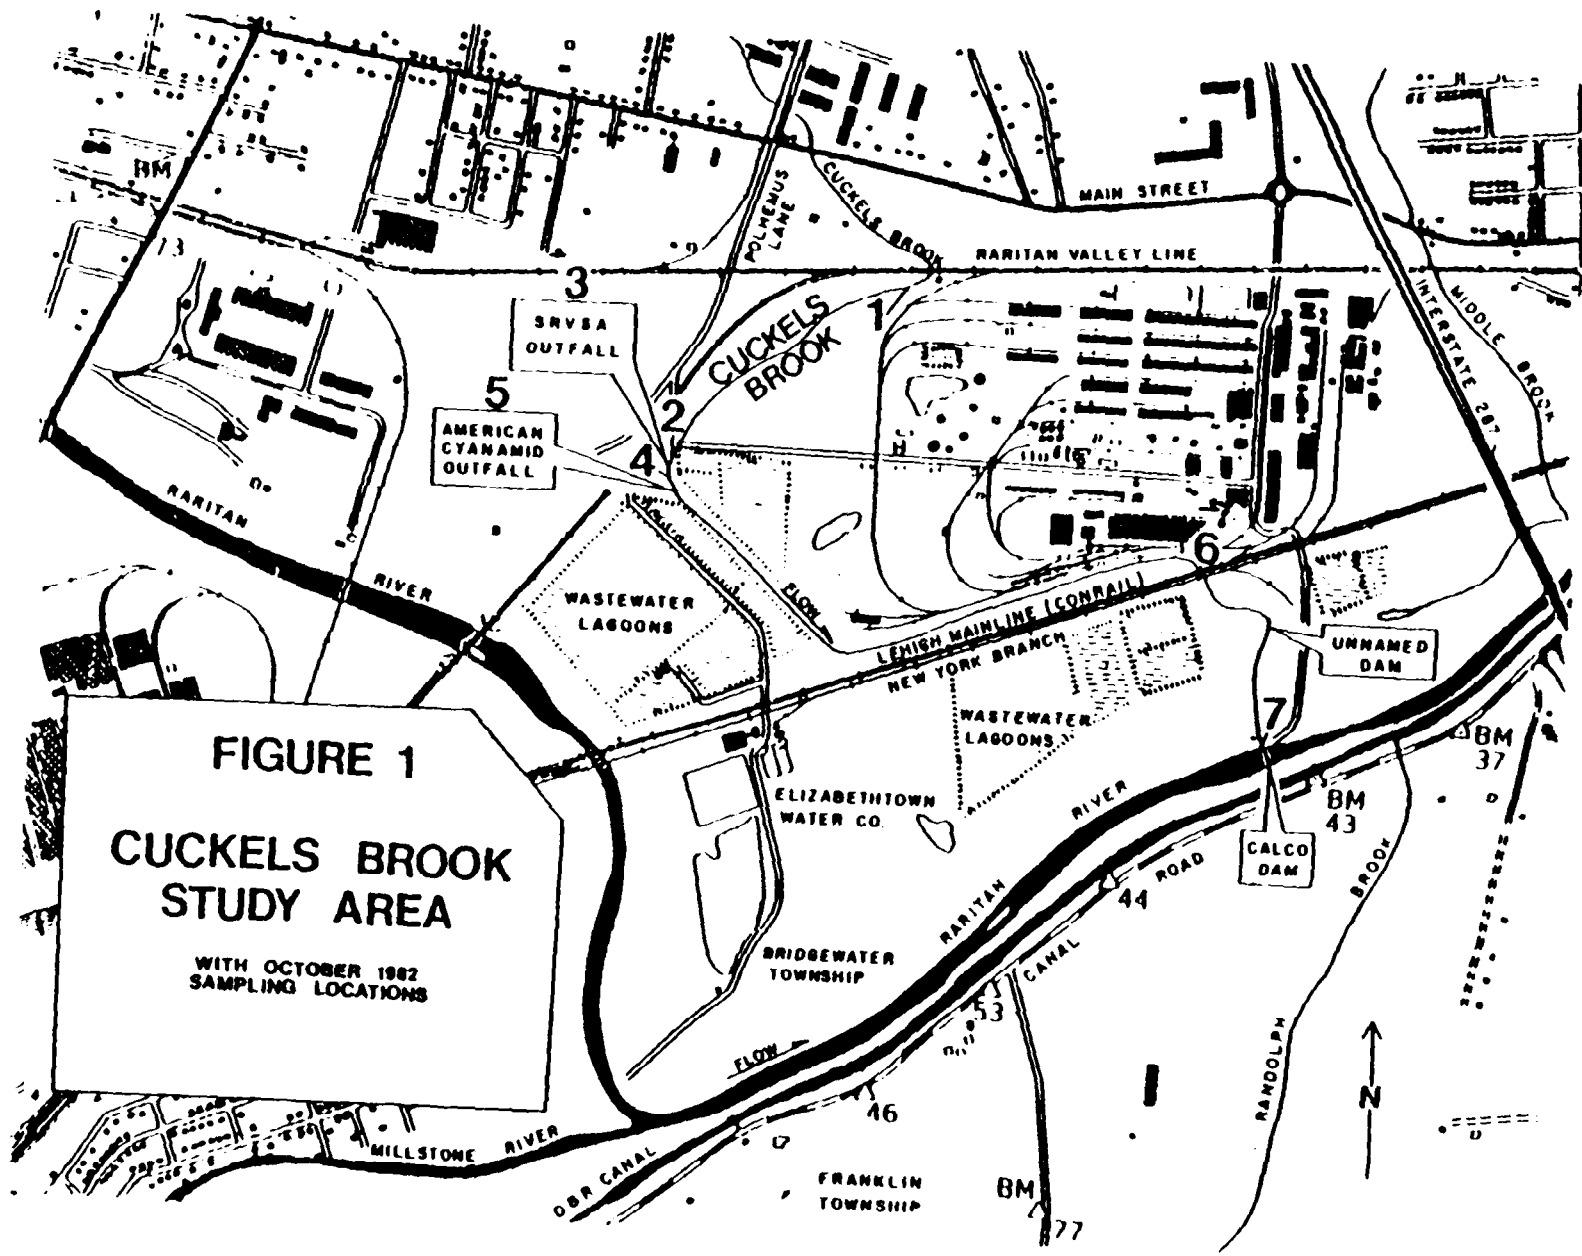 BM
13
POLHEMUS
LANE
CUCKELS BROOK
MAIN STREET
RARITAN VALLEY LINE
INTERSTATE 287
MIDDLE BROOK
3
SRVSA
OUTFALL
1
CUCKELS
BROOK
2
5
AMERICAN
CYANAMID
OUTFALL
4
H
RARITAN
RIVER
WASTEWATER
LAGOONS
FLOW
6
LEHIGH MAINLINE (CONRAIL)
NEW YORK BRANCH
UNNAMED
DAM
WASTEWATER
LAGOONS
7
BM
37
BM
43
CALCO
DAM
ELIZABETHTOWN
WATER CO.
RARITAN RIVER
CANAL ROAD
44
RANDOLPH BROOK
FIGURE 1
CUCKELS BROOK
STUDY AREA
WITH OCTOBER 1982
SAMPLING LOCATIONS
BRIDGEWATER
TOWNSHIP
53
FLOW
46
N
MILLSTONE RIVER
D&R CANAL
FRANKLIN
TOWNSHIP
BM
77